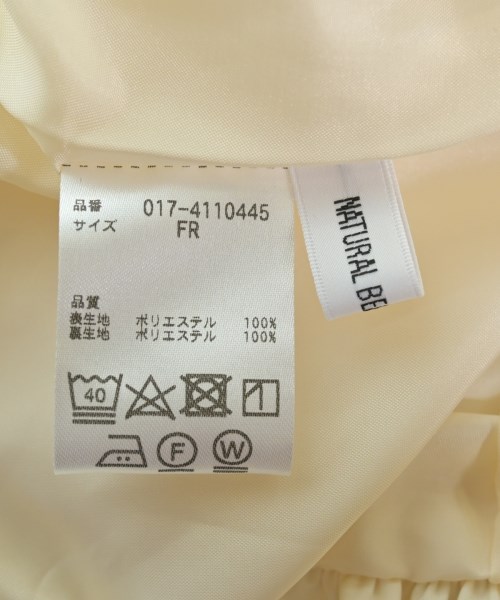 品番 017-4110445
サイズ FR
品質
表生地 ポリエステル 100%
裏生地 ポリエステル 100%
40
F W
NATURAL BE